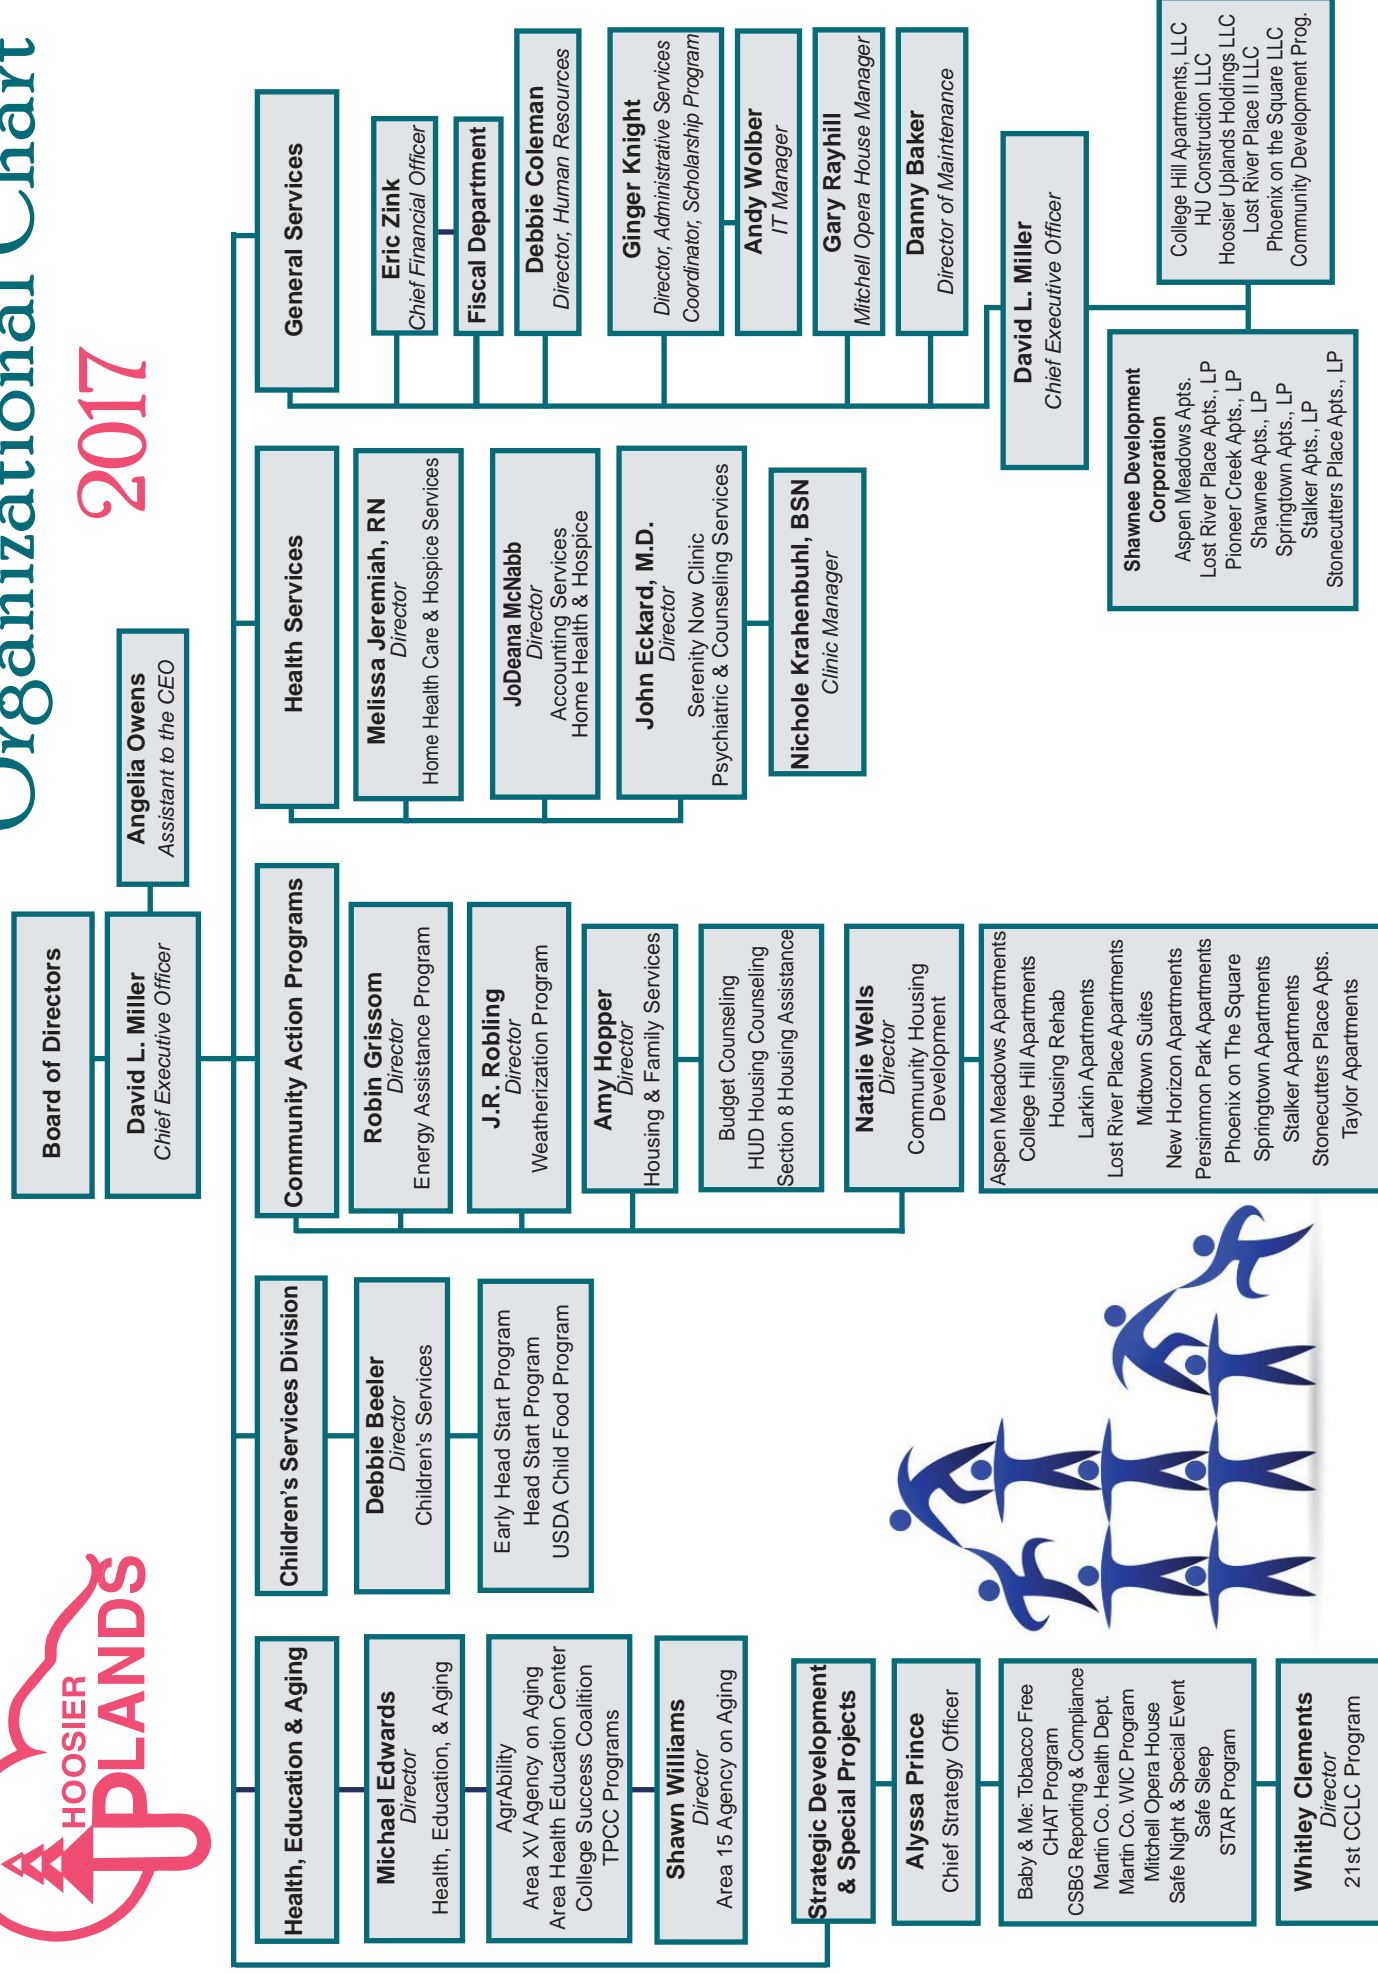 HOOSIER
UPLANDS
Organizational Chart
2017
Board of Directors
David L. Miller
Chief Executive Officer
Angelia Owens
Assistant to the CEO
Health, Education & Aging
Michael Edwards
Director
Health, Education, & Aging
AgrAbility
Area XV Agency on Aging
Area Health Education Center
College Success Coalition
TPCC Programs
Shawn Williams
Director
Area 15 Agency on Aging
Strategic Development
& Special Projects
Alyssa Prince
Chief Strategy Officer
Baby & Me: Tobacco Free
CHAT Program
CSBG Reporting & Compliance
Martin Co. Health Dept.
Martin Co. WIC Program
Mitchell Opera House
Safe Night & Special Event
Safe Sleep
STAR Program
Whitley Clements
Director
21st CCLC Program
Children's Services Division
Debbie Beeler
Director
Children's Services
Early Head Start Program
Head Start Program
USDA Child Food Program
Community Action Programs
Robin Grissom
Director
Energy Assistance Program
J.R. Robling
Director
Weatherization Program
Amy Hopper
Director
Housing & Family Services
Budget Counseling
HUD Housing Counseling
Section 8 Housing Assistance
Natalie Wells
Director
Community Housing
Development
Aspen Meadows Apartments
College Hill Apartments
Housing Rehab
Larkin Apartments
Lost River Place Apartments
Midtown Suites
New Horizon Apartments
Persimmon Park Apartments
Phoenix on The Square
Springtown Apartments
Stalker Apartments
Stonecutters Place Apts.
Taylor Apartments
Health Services
Melissa Jeremiah, RN
Director
Home Health Care & Hospice Services
JoDeana McNabb
Director
Accounting Services
Home Health & Hospice
John Eckard, M.D.
Director
Serenity Now Clinic
Psychiatric & Counseling Services
Nichole Krahenbuhl, BSN
Clinic Manager
General Services
Eric Zink
Chief Financial Officer
Fiscal Department
Debbie Coleman
Director, Human Resources
Ginger Knight
Director, Administrative Services
Coordinator, Scholarship Program
Andy Wolber
IT Manager
Gary Rayhill
Mitchell Opera House Manager
Danny Baker
Director of Maintenance
David L. Miller
Chief Executive Officer
Shawnee Development
Corporation
Aspen Meadows Apts.
Lost River Place Apts., LP
Pioneer Creek Apts., LP
Shawnee Apts., LP
Springtown Apts., LP
Stalker Apts., LP
Stonecutters Place Apts., LP
College Hill Apartments, LLC
HU Construction LLC
Hoosier Uplands Holdings LLC
Lost River Place II LLC
Phoenix on the Square LLC
Community Development Prog.